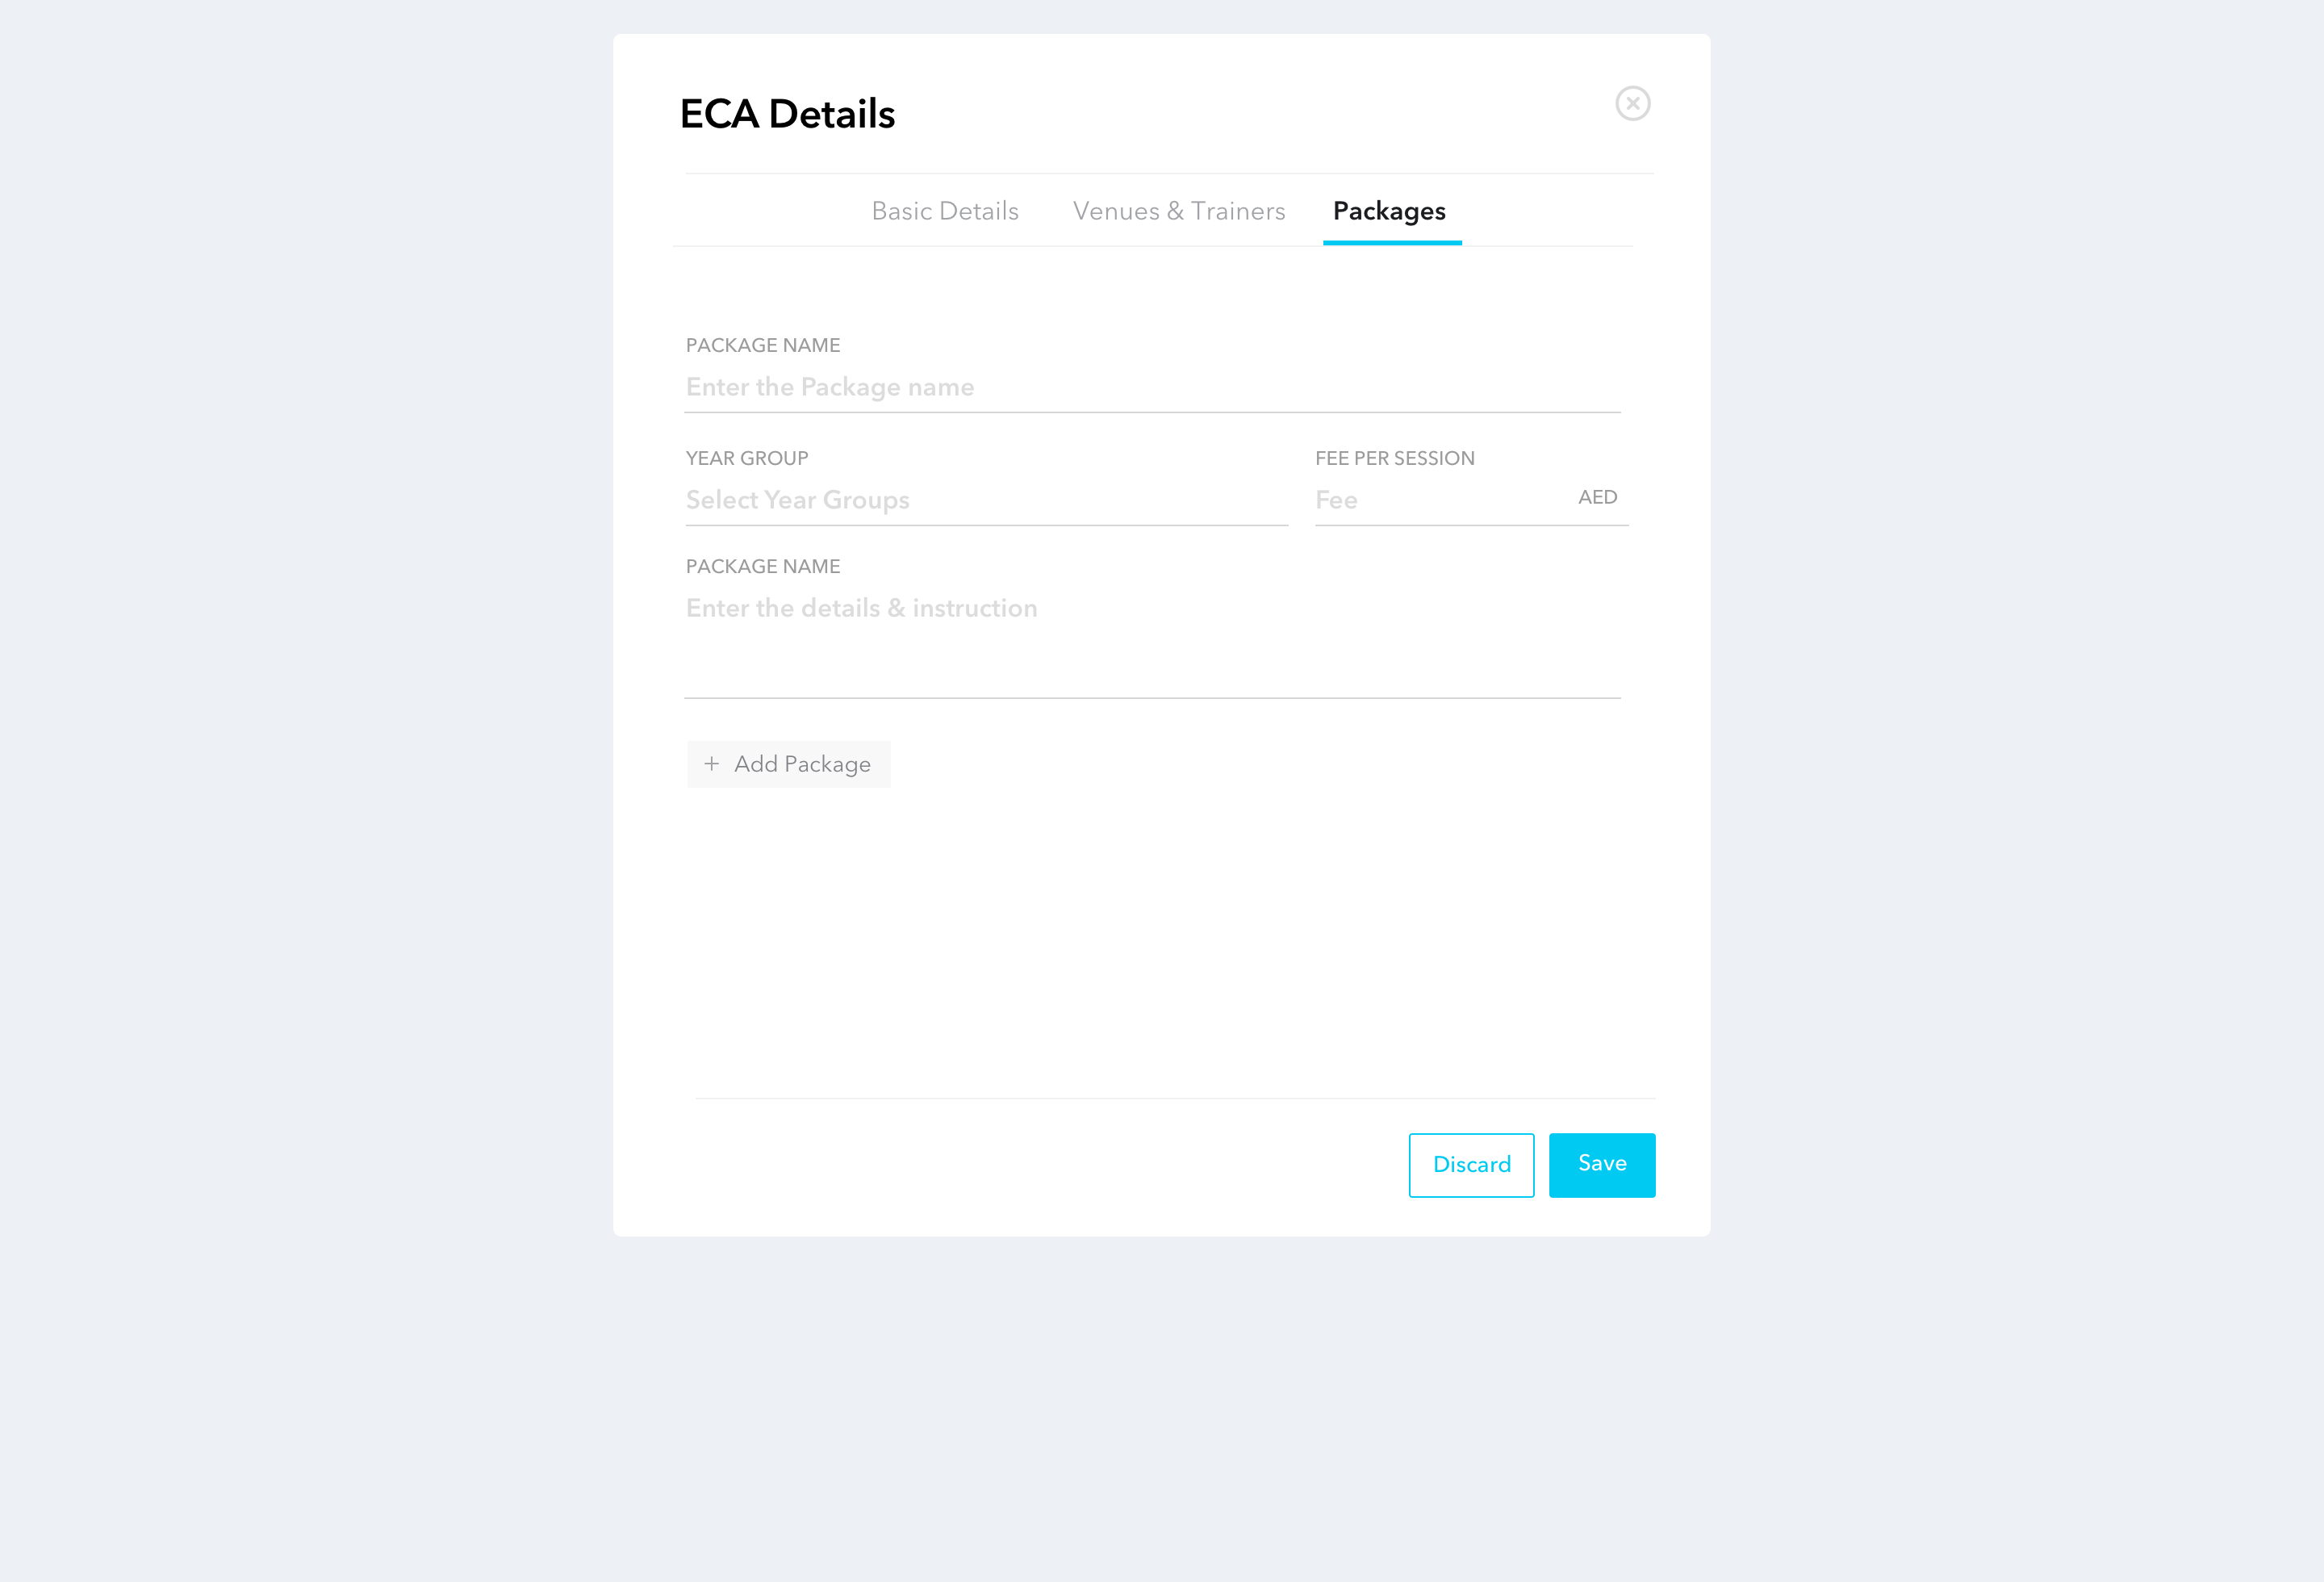 ECA Details
Basic Details Venues & Trainers Packages
PACKAGE NAME
Enter the Package name
YEAR GROUP FEE PER SESSION
Select Year Groups Fee AED
PACKAGE NAME
Enter the details & instruction
+ Add Package
Discard Save